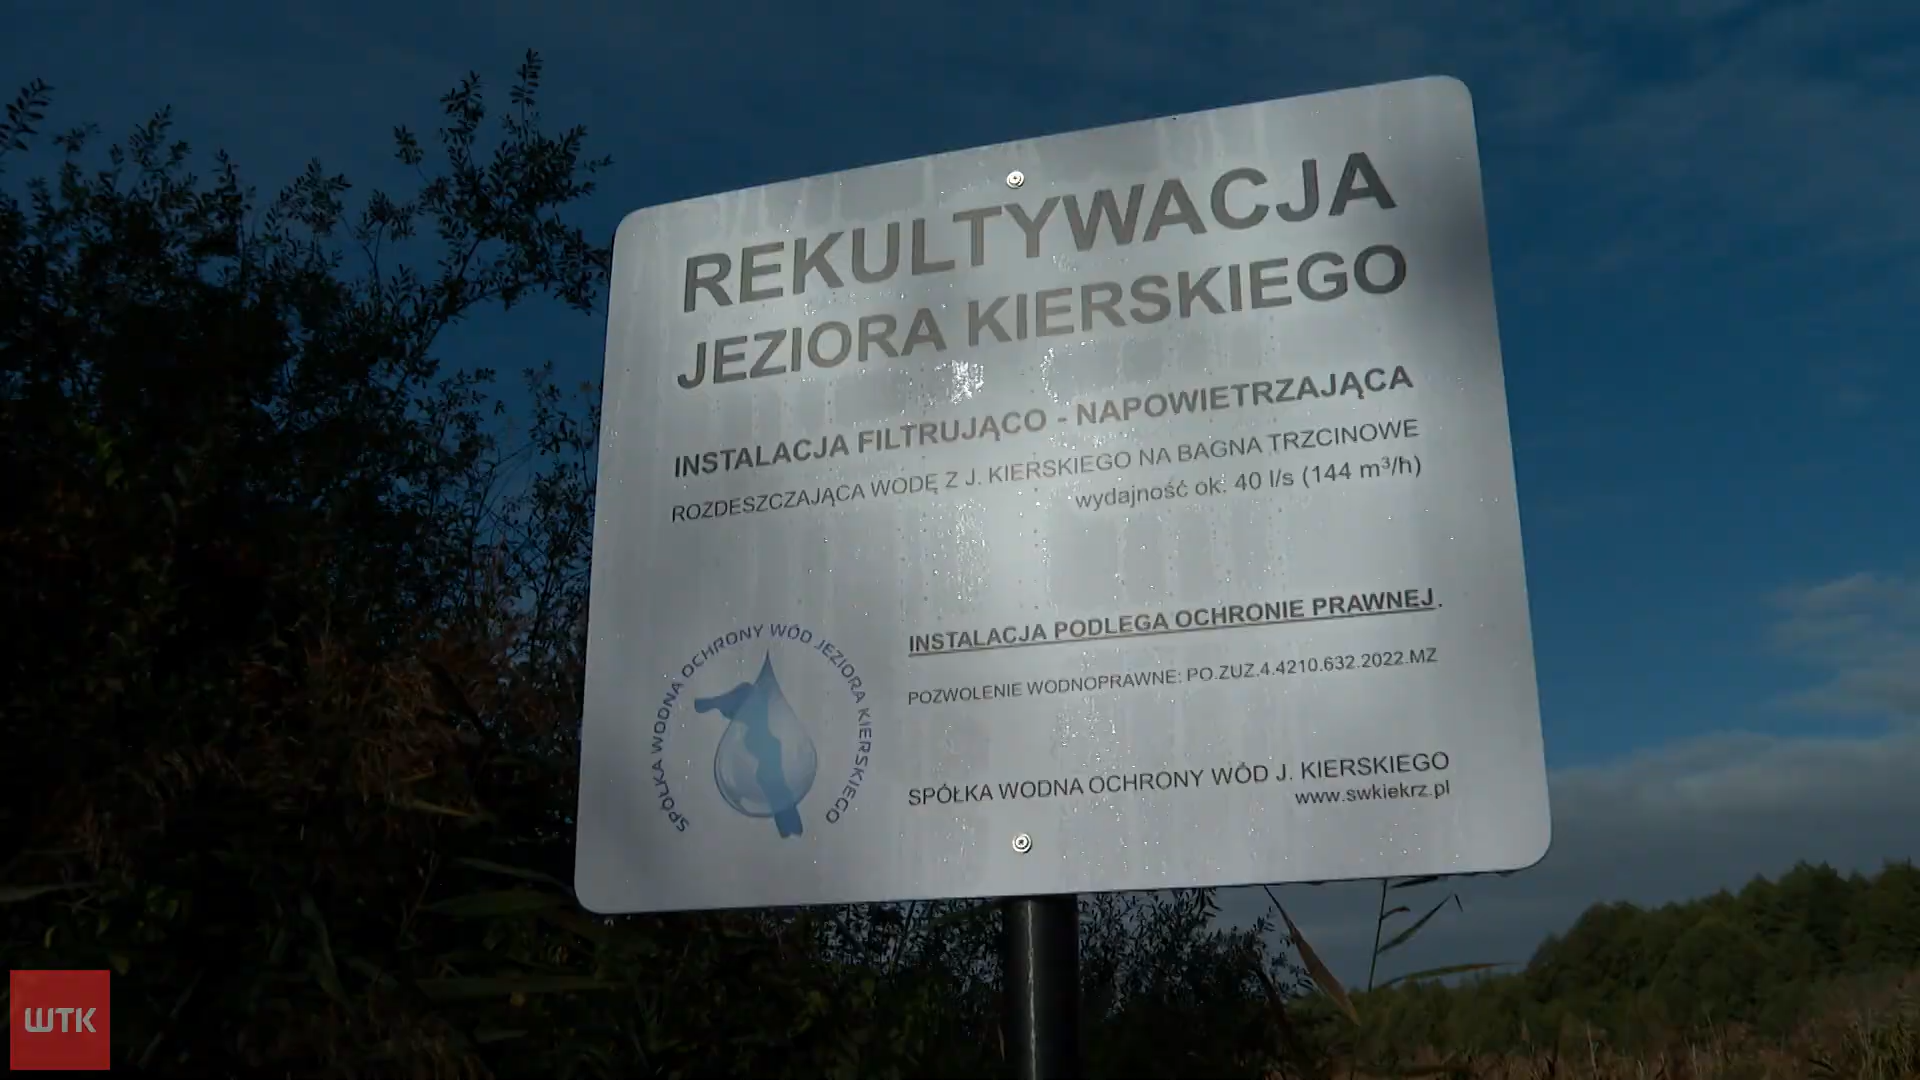 REKULTYWACJA
JEZIORA KIERSKIEGO
INSTALACJA FILTRUJĄCO - NAPOWIETRZAJĄCA
ROZDESZCZAJĄCA WODĘ Z J. KIERSKIEGO NA BAGNA TRZCINOWE
wydajność ok. 40 l/s (144 m³/h)
INSTALACJA PODLEGA OCHRONIE PRAWNEJ.
POZWOLENIE WODNOPRAWNE: PO.ZUZ.4.4210.632.2022.MZ
SPÓŁKA WODNA OCHRONY WÓD JEZIORA KIERSKIEGO
SPÓŁKA WODNA OCHRONY WÓD J. KIERSKIEGO
www.swkiekrz.pl
WTK